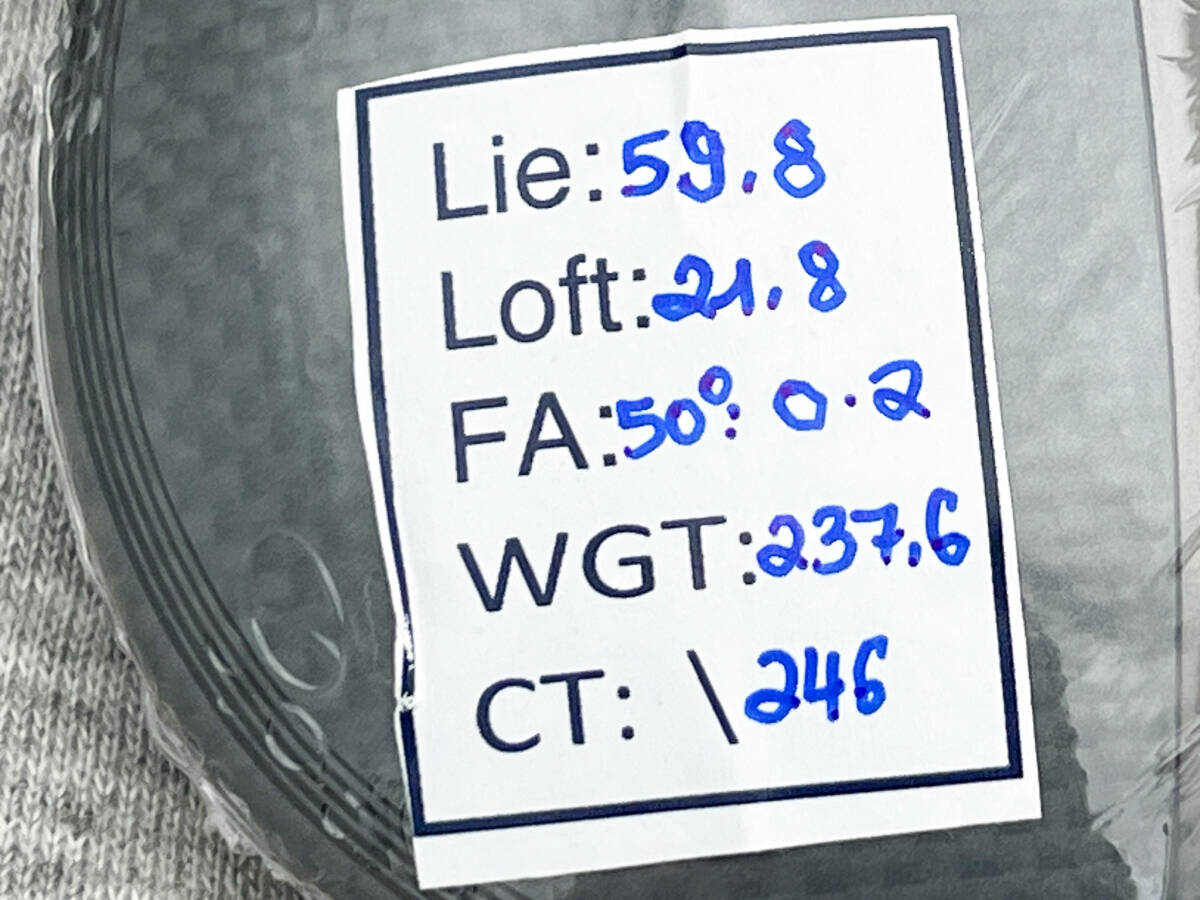 Lie: 59.8
Loft: 21.8
FA: 50°: 0.2
WGT: 237.6
CT: \246